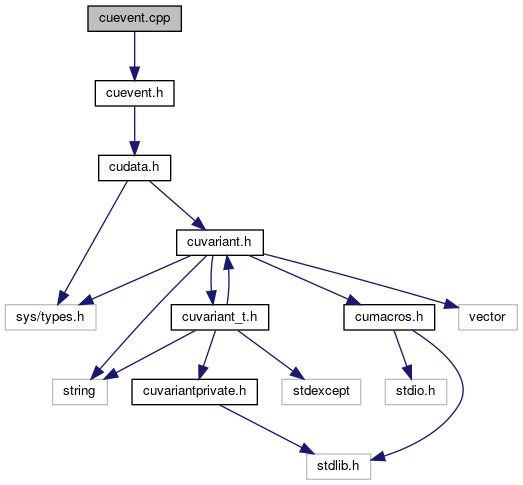 cuevent.cpp
cuevent.h
cudata.h
cuvariant.h
sys/types.h
cuvariant_t.h
cumacros.h
vector
string
cuvariantprivate.h
stdexcept
stdio.h
stdlib.h